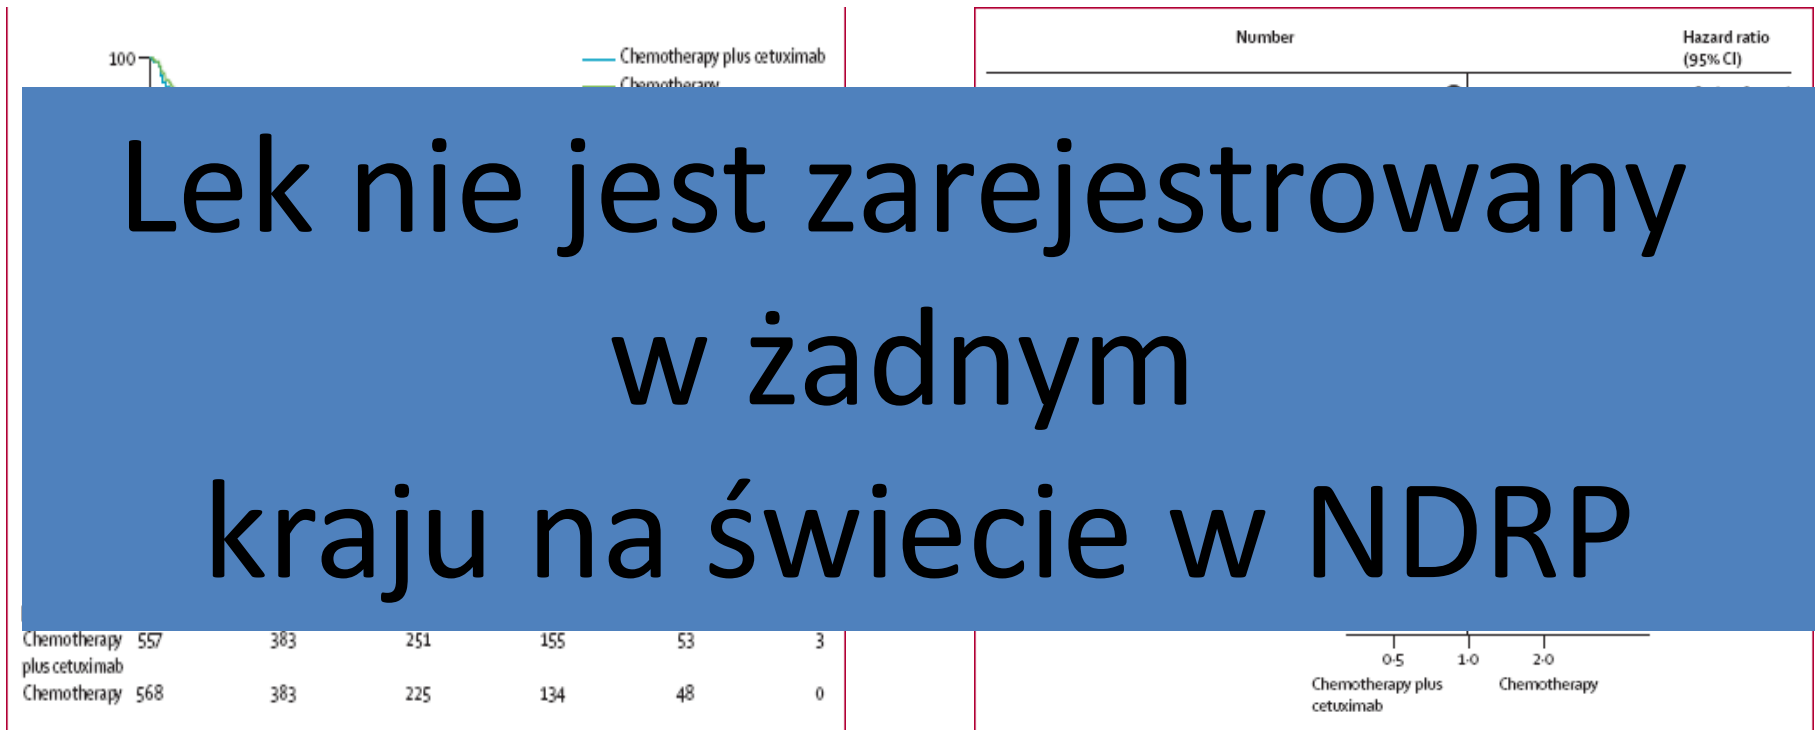 100
Chemotherapy plus cetuximab
Chemotherapy
Number
Hazard ratio
(95% CI)
Lek nie jest zarejestrowany
w żadnym
kraju na świecie w NDRP
Chemotherapy 557 383 251 155 53 3
plus cetuximab
Chemotherapy 568 383 225 134 48 0
0·5 1·0 2·0
Chemotherapy plus Chemotherapy
cetuximab